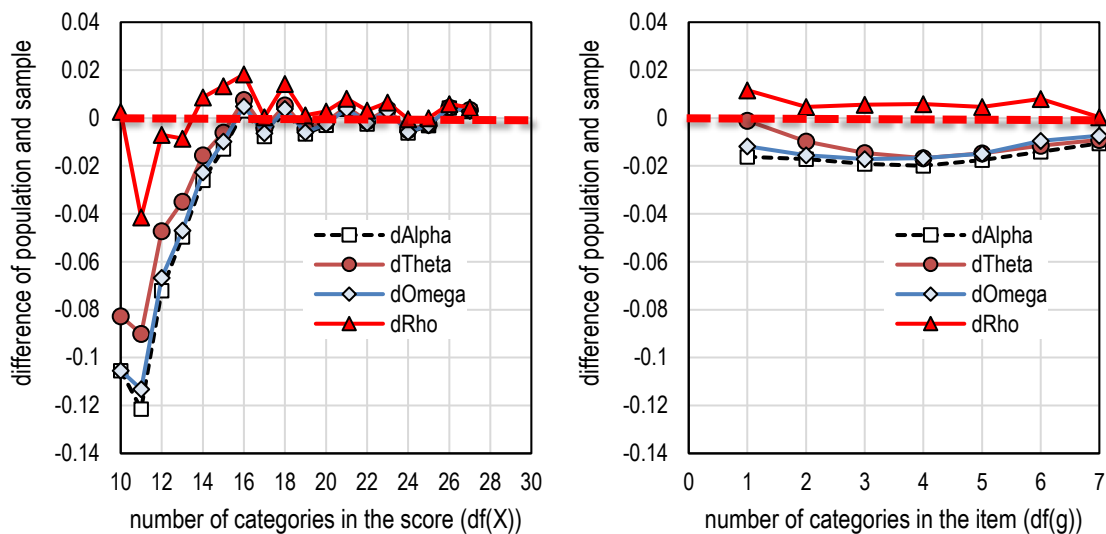 difference of population and sample
0.04
0.02
0
-0.02
-0.04
-0.06
-0.08
-0.1
-0.12
-0.14
dAlpha
dTheta
dOmega
dRho
10 12 14 16 18 20 22 24 26 28 30
number of categories in the score (df(X))
difference of population and sample
0.04
0.02
0
-0.02
-0.04
-0.06
-0.08
-0.1
-0.12
-0.14
dAlpha
dTheta
dOmega
dRho
0 1 2 3 4 5 6 7
number of categories in the item (df(g))